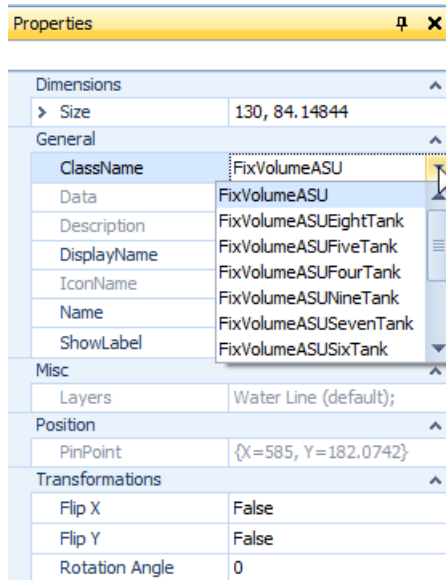 Properties
Dimensions
Size 130, 84.14844
General
ClassName FixVolumeASU
Data FixVolumeASU
Description FixVolumeASUEightTank
FixVolumeASUFiveTank
DisplayName FixVolumeASUFourTank
IconName FixVolumeASUNineTank
Name FixVolumeASUSevenTank
ShowLabel FixVolumeASUSixTank
Misc
Layers Water Line (default);
Position
PinPoint {X=585, Y=182.0742}
Transformations
Flip X False
Flip Y False
Rotation Angle 0